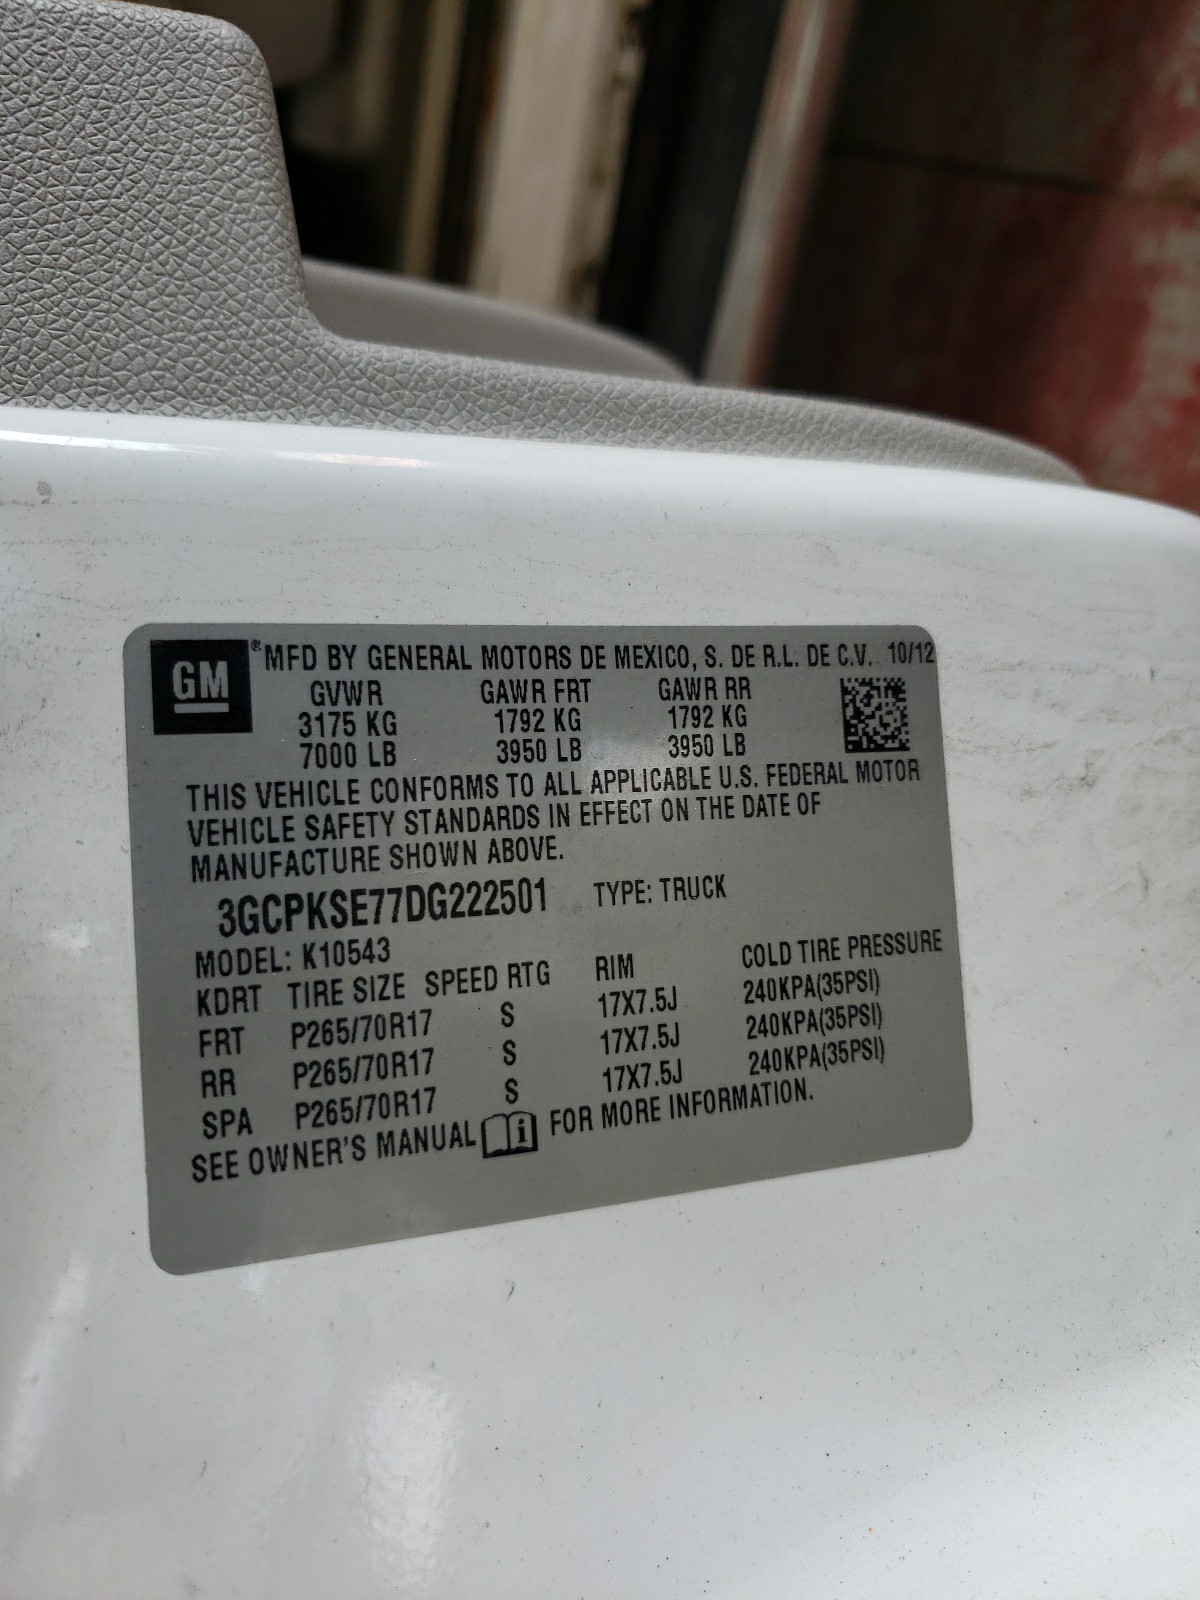 GM ® MFD BY GENERAL MOTORS DE MEXICO, S. DE R.L. DE C.V. 10/12
GVWR GAWR FRT GAWR RR
3175 KG 1792 KG 1792 KG
7000 LB 3950 LB 3950 LB
THIS VEHICLE CONFORMS TO ALL APPLICABLE U.S. FEDERAL MOTOR
VEHICLE SAFETY STANDARDS IN EFFECT ON THE DATE OF
MANUFACTURE SHOWN ABOVE.
3GCPKSE77DG222501 TYPE: TRUCK
MODEL: K10543
KDRT TIRE SIZE SPEED RTG RIM COLD TIRE PRESSURE
FRT P265/70R17 S 17X7.5J 240KPA(35PSI)
RR P265/70R17 S 17X7.5J 240KPA(35PSI)
SPA P265/70R17 S 17X7.5J 240KPA(35PSI)
SEE OWNER'S MANUAL i FOR MORE INFORMATION.